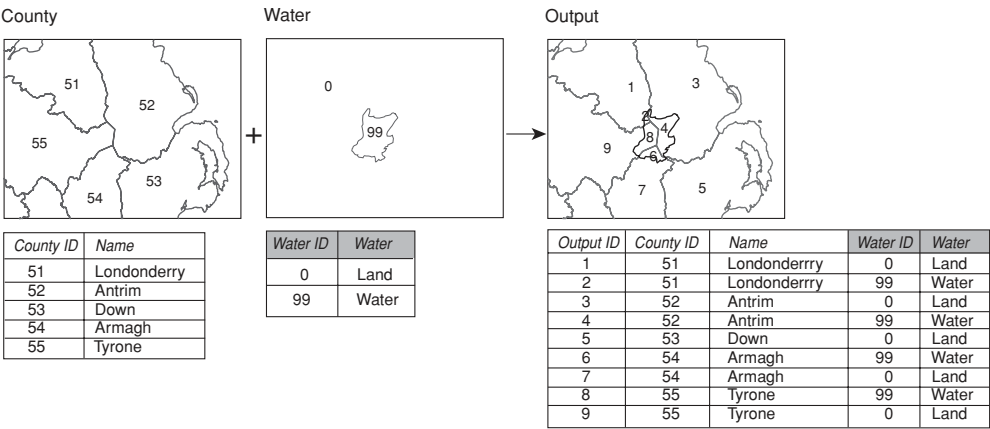 County
Water
Output
51
52
55
53
54
+
0
99
1
3
2
4
8
9
6
7
5
County ID Name
51 Londonderry
52 Antrim
53 Down
54 Armagh
55 Tyrone
Water ID Water
0 Land
99 Water
Output ID County ID Name Water ID Water
1 51 Londonderrry 0 Land
2 51 Londonderrry 99 Water
3 52 Antrim 0 Land
4 52 Antrim 99 Water
5 53 Down 0 Land
6 54 Armagh 99 Water
7 54 Armagh 0 Land
8 55 Tyrone 99 Water
9 55 Tyrone 0 Land